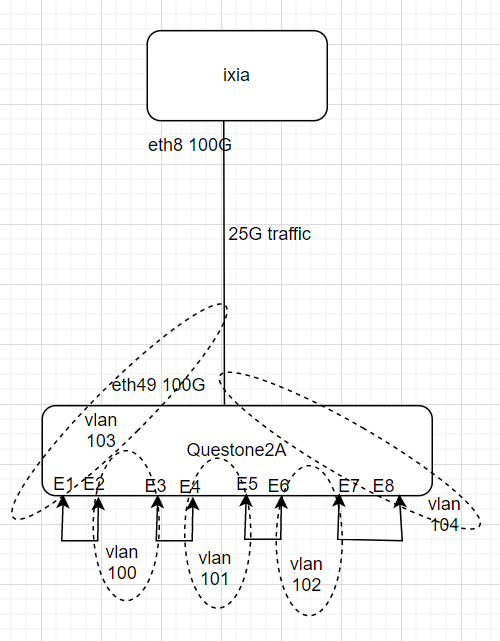 ixia
eth8 100G
25G traffic
eth49 100G
vlan
103
Questone2A
E1 E2 E3 E4 E5 E6 E7 E8
vlan
104
vlan
100
vlan
101
vlan
102